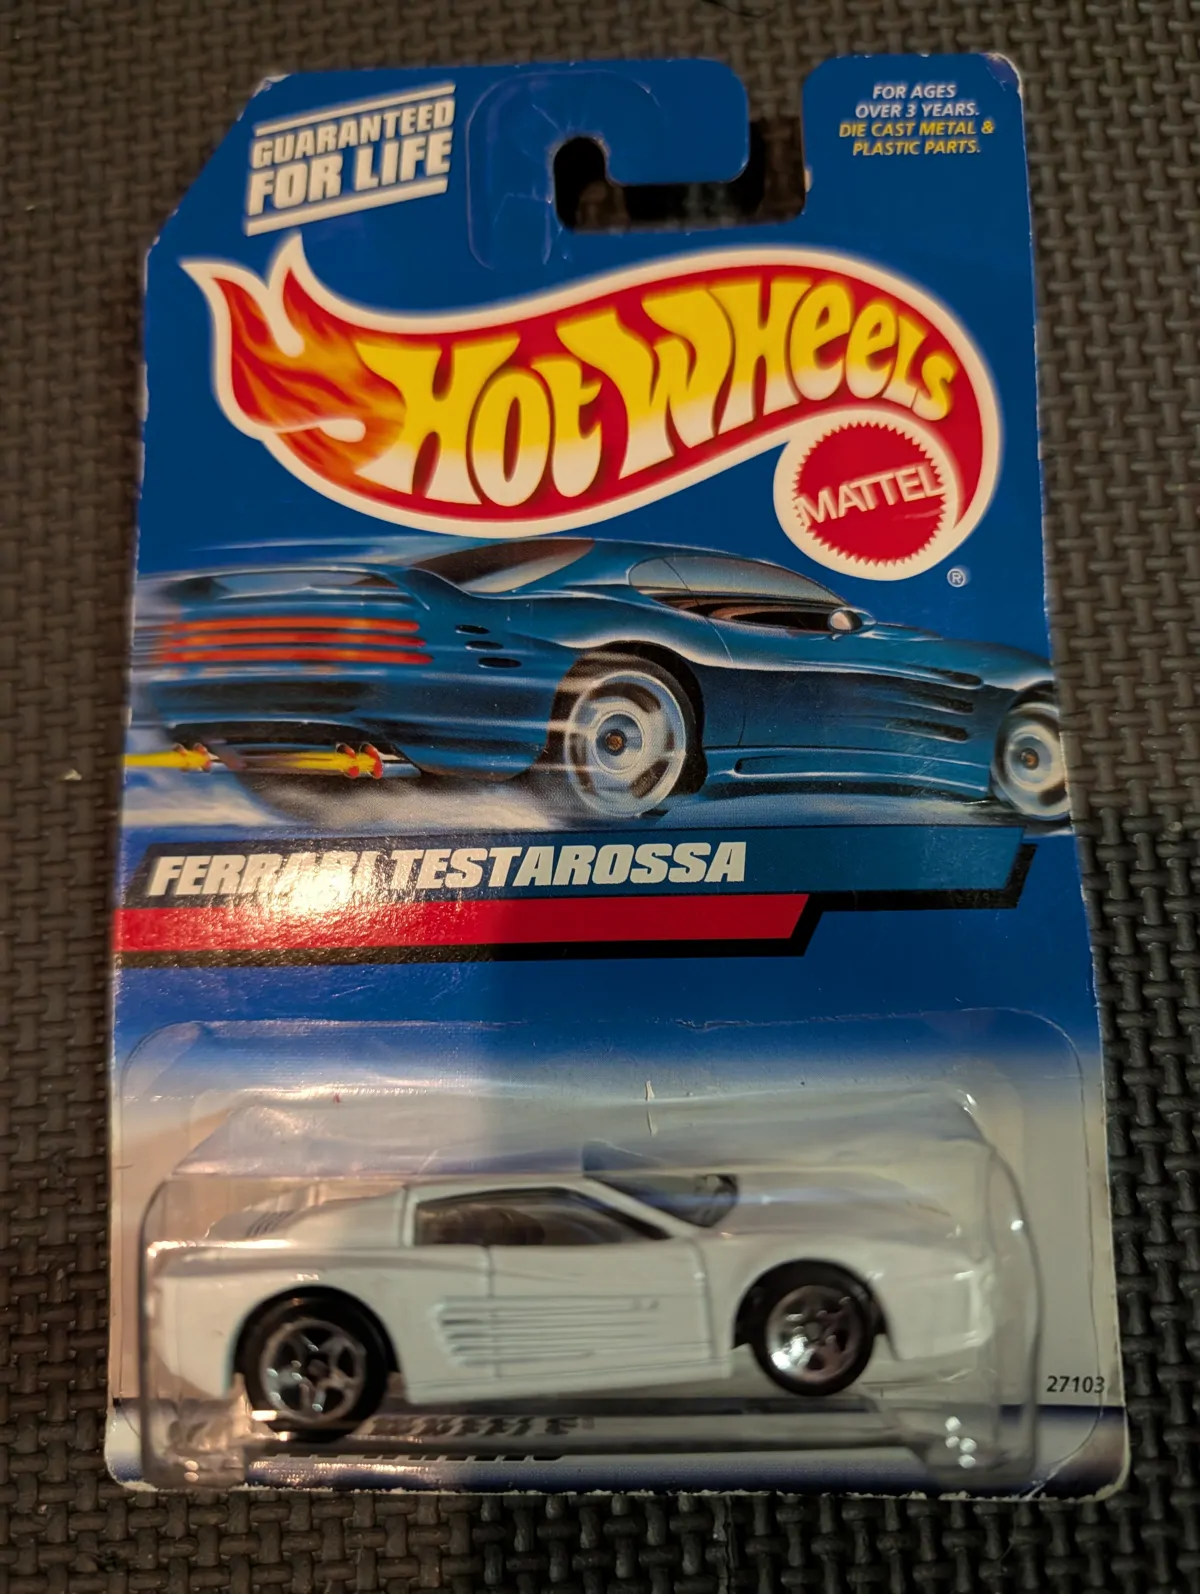 GUARANTEED
FOR LIFE
FOR AGES
OVER 3 YEARS.
DIE CAST METAL &
PLASTIC PARTS.
HOT WHEELS
MATTEL
®
FERRARI TESTAROSSA
27103